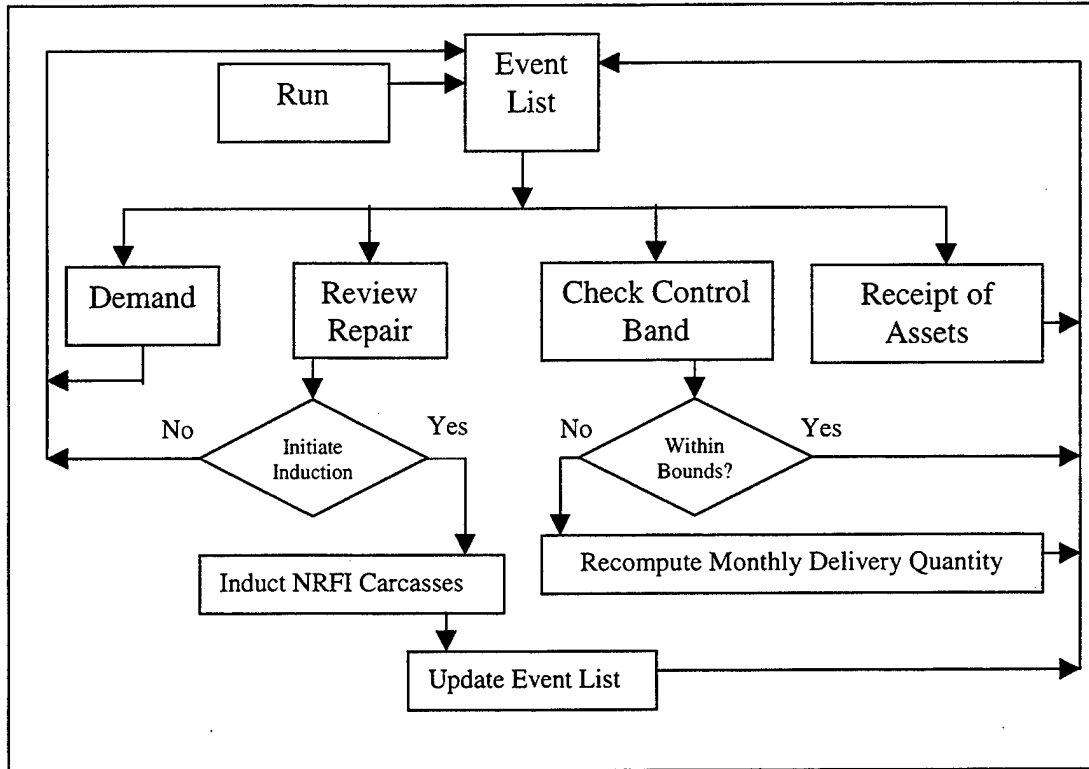 Event
List
Run
Demand
Review
Repair
Check Control
Band
Receipt of
Assets
No
Initiate
Induction
Yes
No
Within
Bounds?
Yes
Induct NRFI Carcasses
Recompute Monthly Delivery Quantity
Update Event List